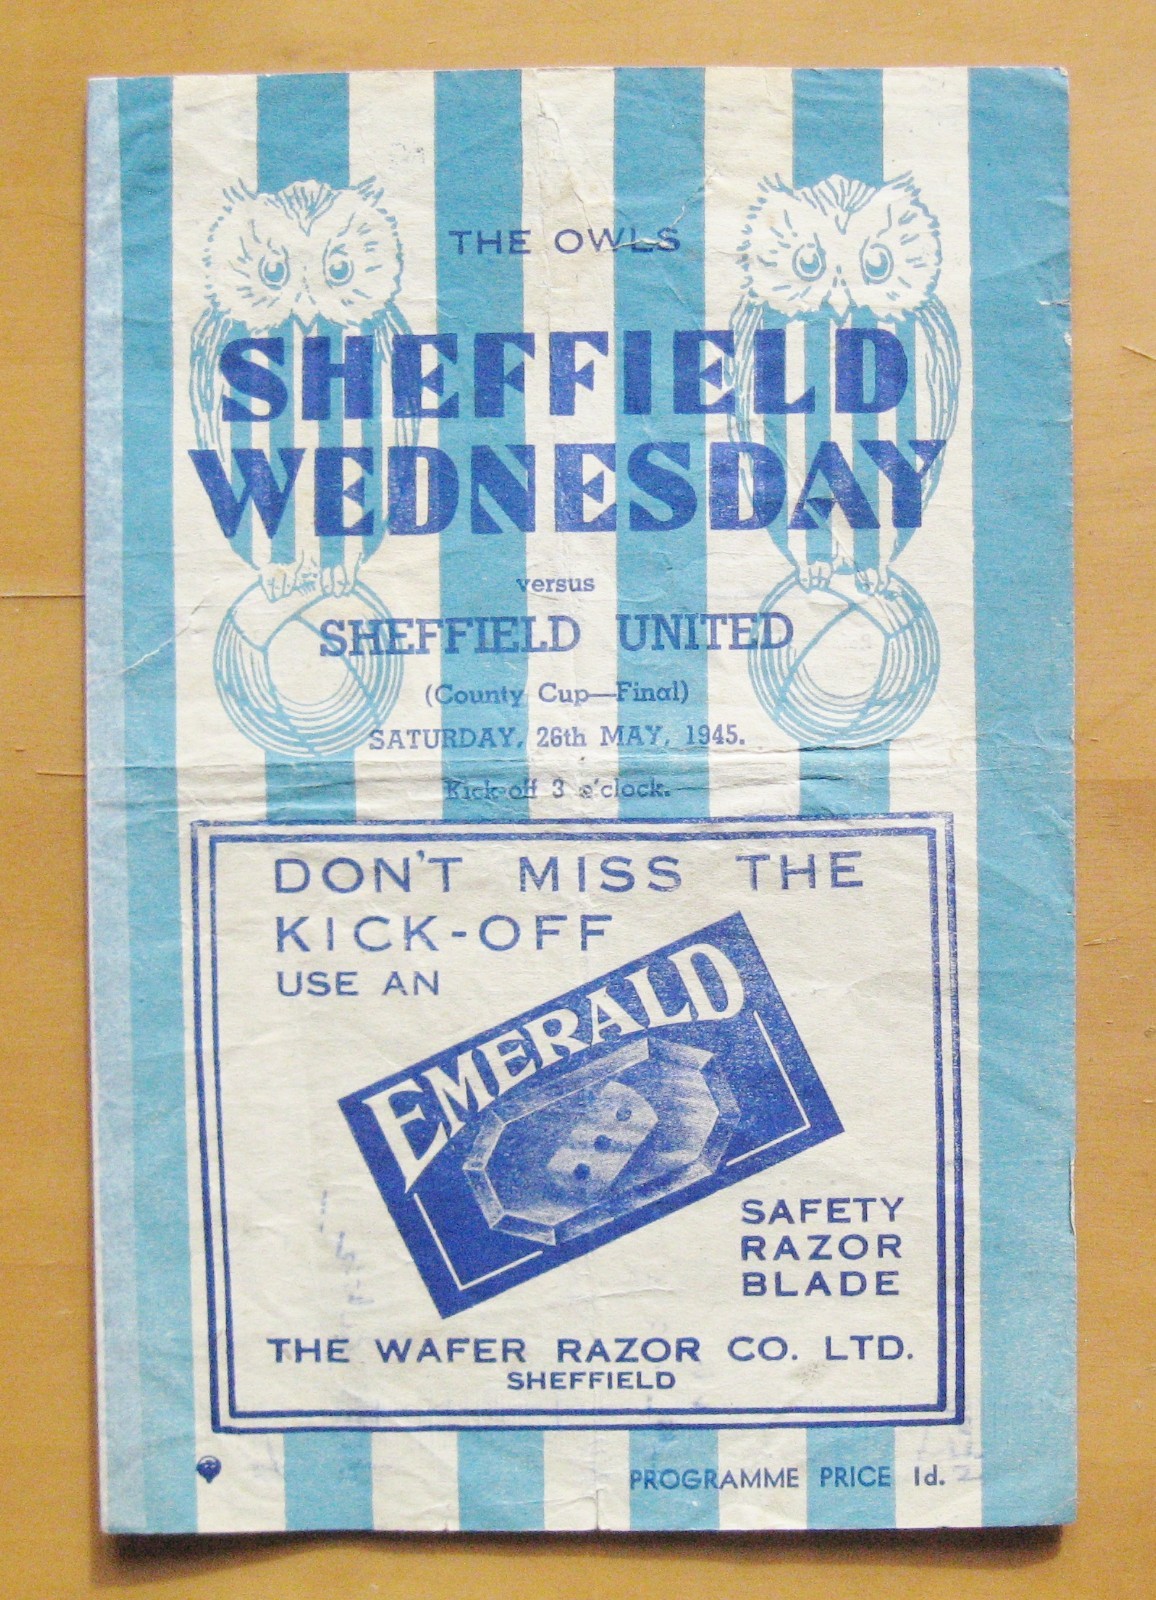 THE OWLS
SHEFFIELD
WEDNESDAY
versus
SHEFFIELD UNITED
(County Cup—Final)
SATURDAY, 26th MAY, 1945.
Kick-off 3 o'clock.
DON'T MISS THE
KICK-OFF
USE AN
EMERALD
SAFETY
RAZOR
BLADE
THE WAFER RAZOR CO. LTD.
SHEFFIELD
PROGRAMME PRICE 1d.